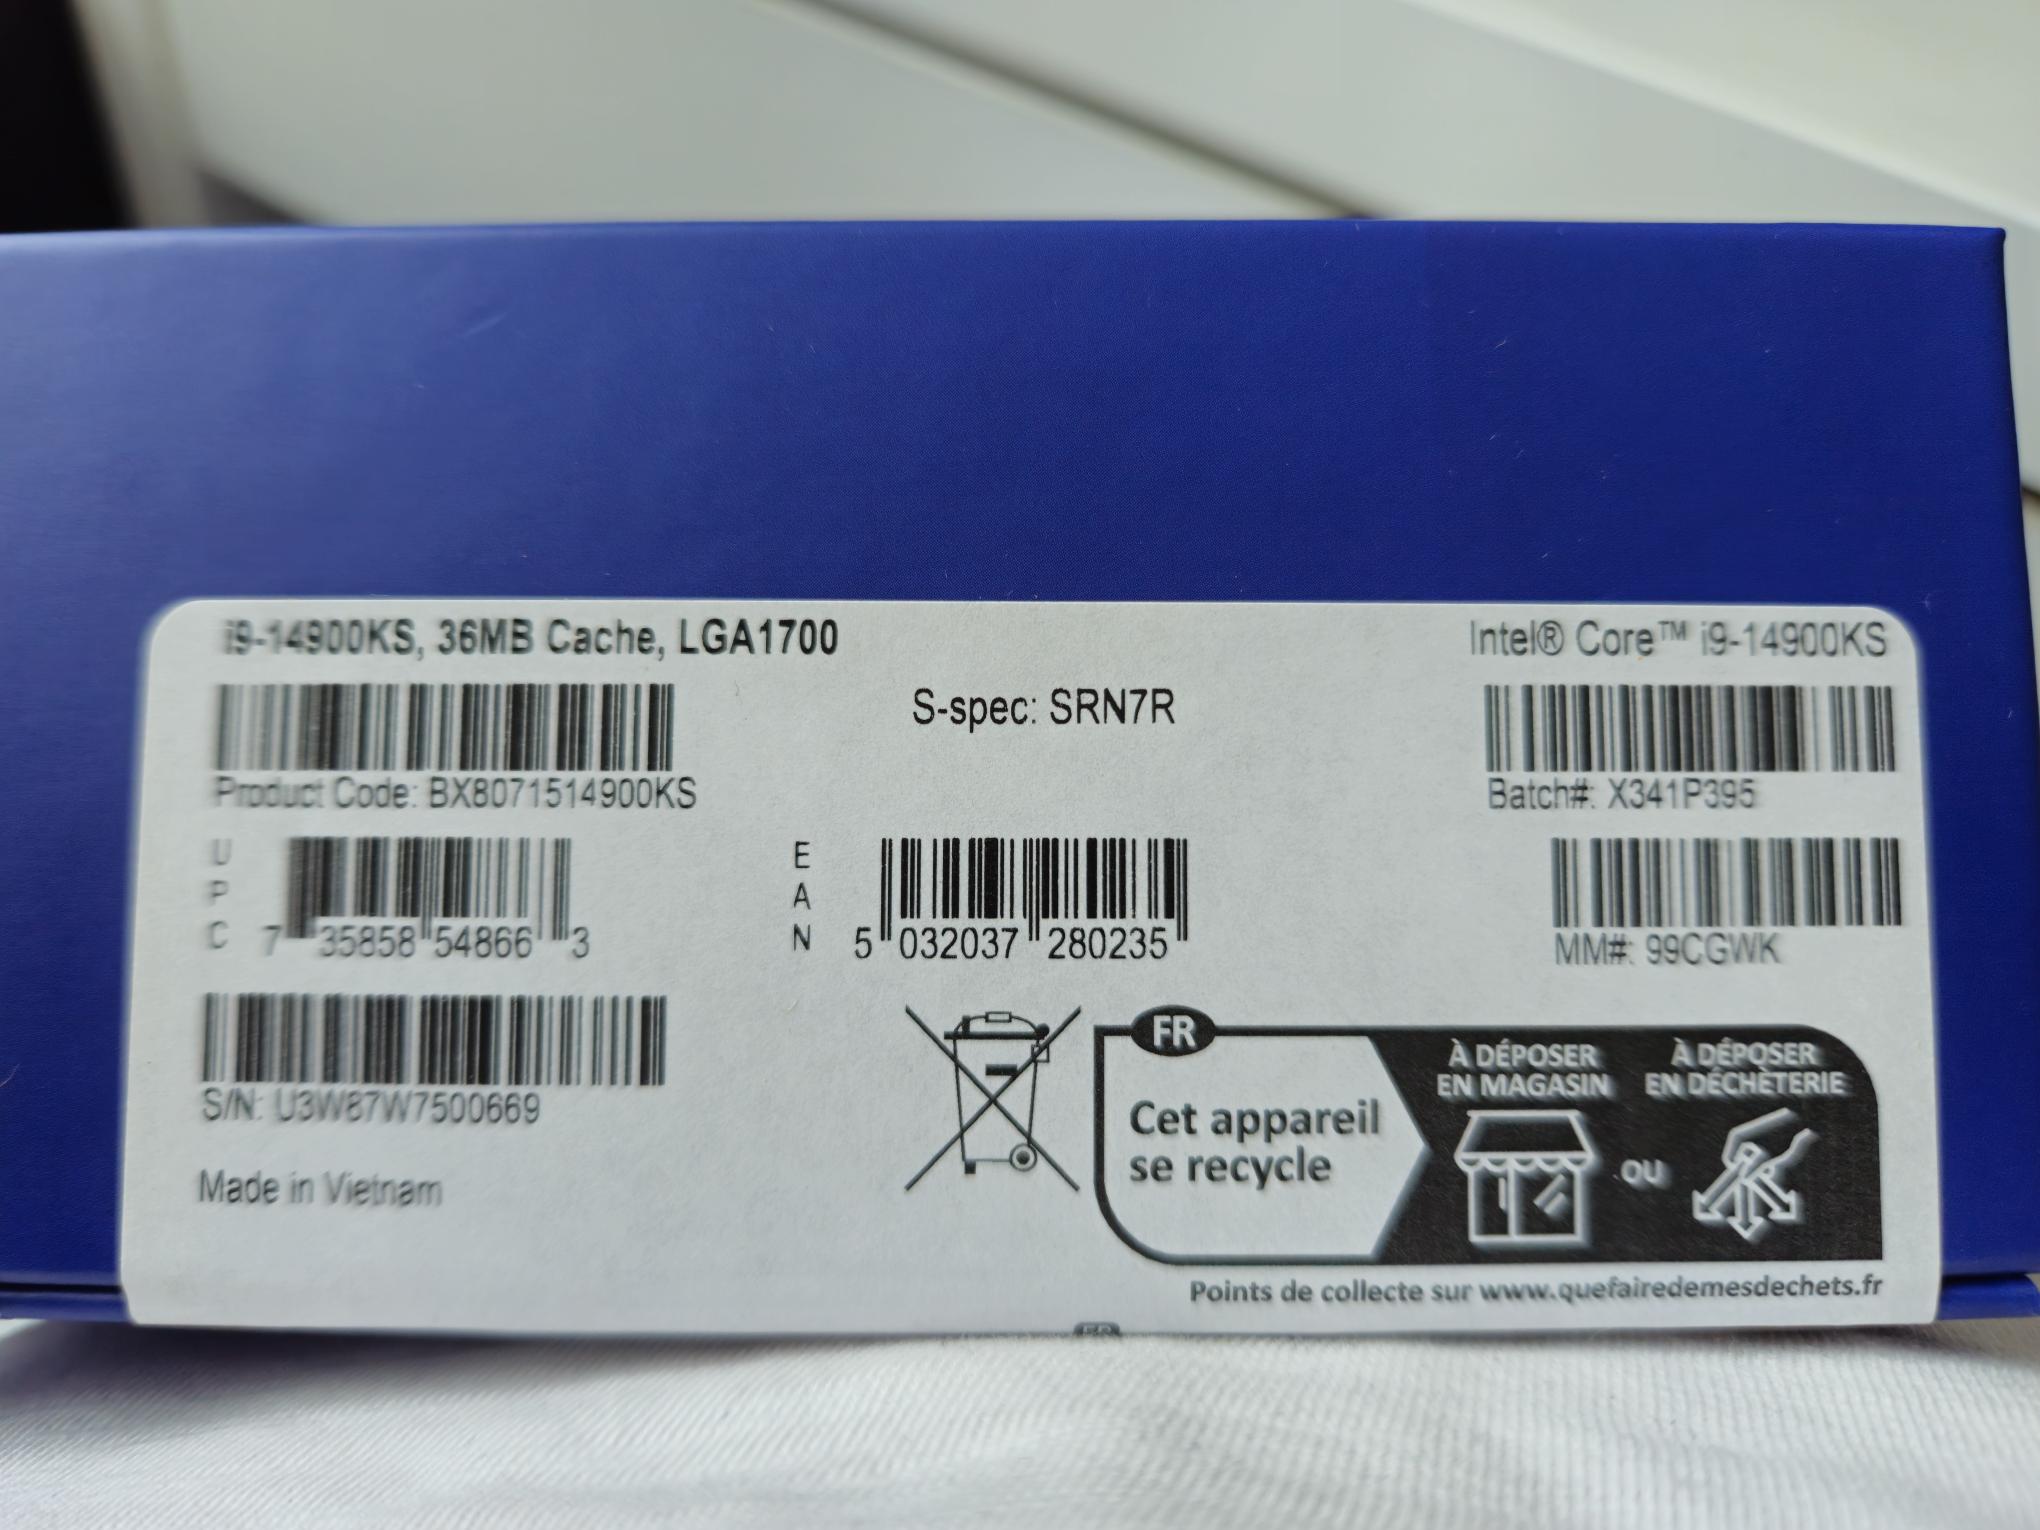 i9-14900KS, 36MB Cache, LGA1700
Intel® Core™ i9-14900KS
S-spec: SRN7R
Product Code: BX8071514900KS
Batch#: X341P395
UPC
7 35858 54866 3
EAN
5 032037 280235
MM#: 99CGWK
S/N: U3W87W7500669
Made in Vietnam
FR
Cet appareil
se recycle
À DÉPOSER
EN MAGASIN
OU
À DÉPOSER
EN DÉCHÈTERIE
Points de collecte sur www.quefairedemesdechets.fr